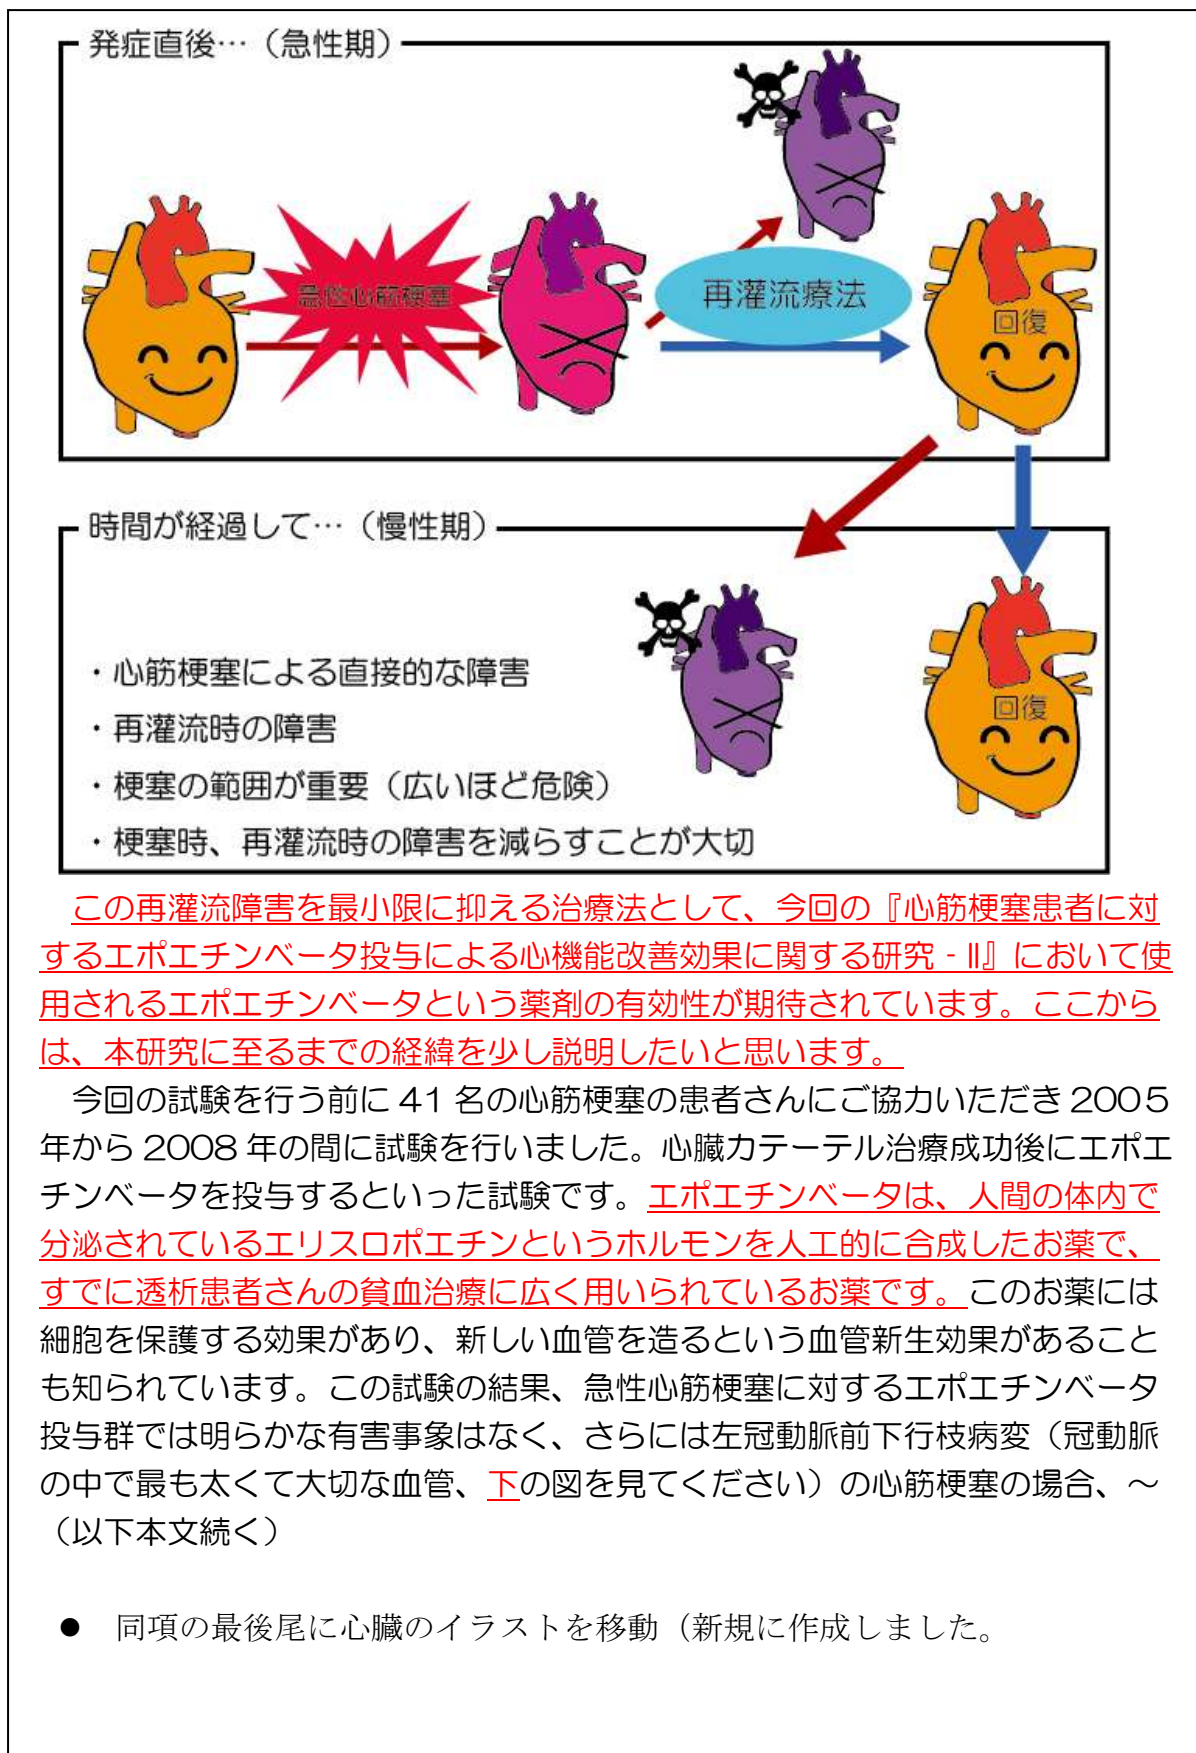 発症直後…（急性期）
急性心筋梗塞
再灌流療法
回復
時間が経過して…（慢性期）
・心筋梗塞による直接的な障害
・再灌流時の障害
・梗塞の範囲が重要（広いほど危険）
・梗塞時、再灌流時の障害を減らすことが大切
回復
この再灌流障害を最小限に抑える治療法として、今回の『心筋梗塞患者に対
するエポエチンベータ投与による心機能改善効果に関する研究‐Ⅱ』において使
用されるエポエチンベータという薬剤の有効性が期待されています。ここから
は、本研究に至るまでの経緯を少し説明したいと思います。
今回の試験を行う前に 41 名の心筋梗塞の患者さんにご協力いただき 2005
年から 2008 年の間に試験を行いました。心臓カテーテル治療成功後にエポエ
チンベータを投与するといった試験です。エポエチンベータは、人間の体内で
分泌されているエリスロポエチンというホルモンを人工的に合成したお薬で、
すでに透析患者さんの貧血治療に広く用いられているお薬です。このお薬には
細胞を保護する効果があり、新しい血管を造るという血管新生効果があること
も知られています。この試験の結果、急性心筋梗塞に対するエポエチンベータ
投与群では明らかな有害事象はなく、さらには左冠動脈前下行枝病変（冠動脈
の中で最も太くて大切な血管、下の図を見てください）の心筋梗塞の場合、～
（以下本文続く）
● 同項の最後尾に心臓のイラストを移動（新規に作成しました。